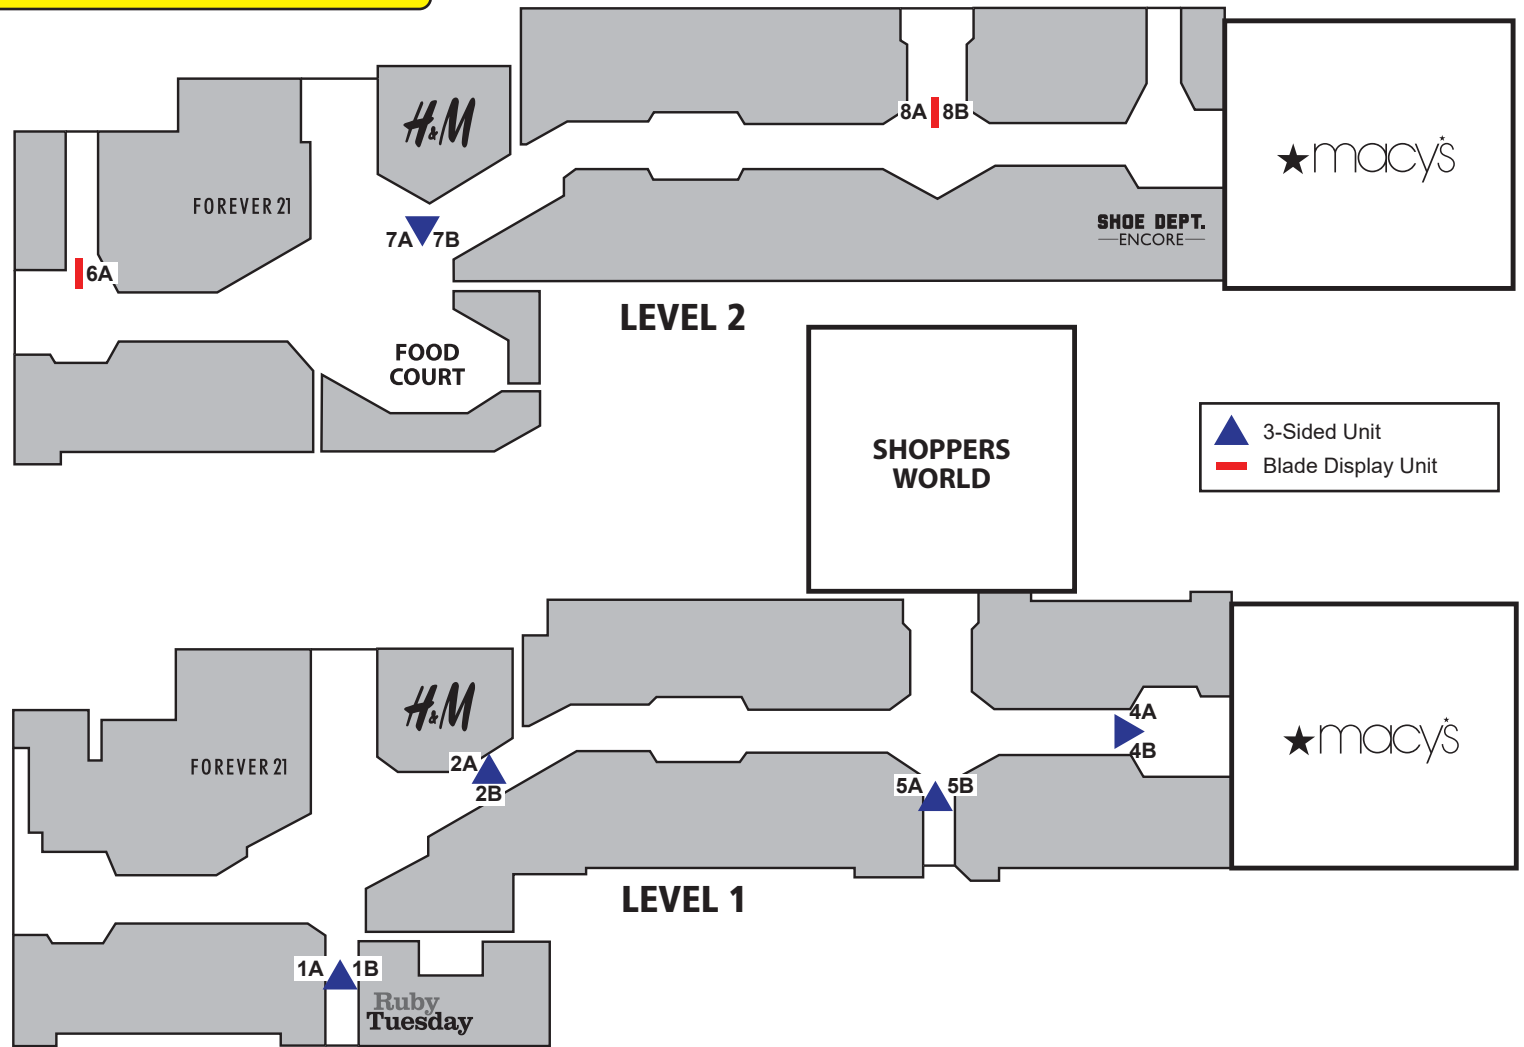 H&M
8A 8B
★macy's
FOREVER 21
7A 7B
SHOE DEPT.
ENCORE
6A
LEVEL 2
FOOD
COURT
SHOPPERS
WORLD
3-Sided Unit
Blade Display Unit
H&M
4A
★macy's
FOREVER 21
2A
4B
2B
5A 5B
LEVEL 1
1A 1B
Ruby
Tuesday